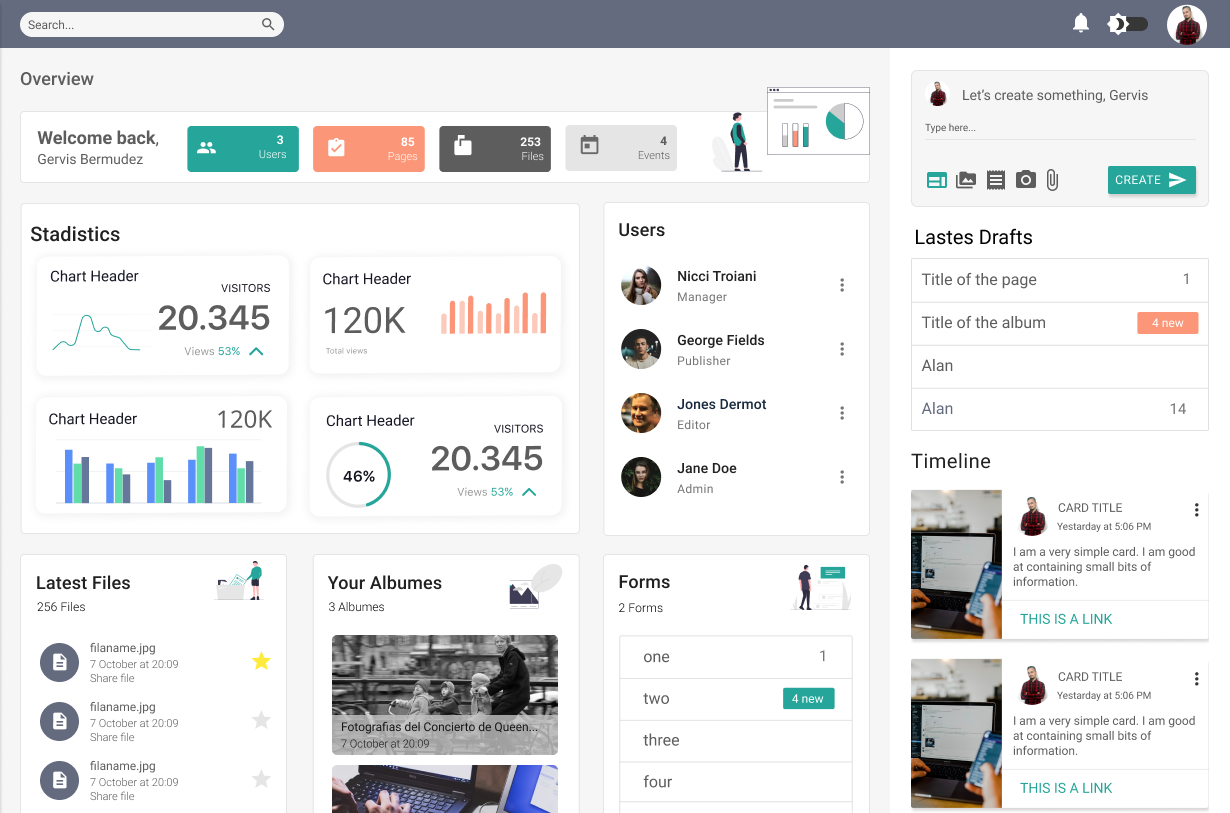 Search...
Overview
Welcome back,
Gervis Bermudez
3
Users
85
Pages
253
Files
4
Events
Stadistics
Chart Header
VISITORS
20.345
Views 53%
Chart Header
120K
Total views
Chart Header
120K
Chart Header
VISITORS
46%
20.345
Views 53%
Users
Nicci Troiani
Manager
George Fields
Publisher
Jones Dermot
Editor
Jane Doe
Admin
Latest Files
256 Files
filaname.jpg
7 October at 20:09
Share file
filaname.jpg
7 October at 20:09
Share file
filaname.jpg
7 October at 20:09
Share file
Your Albumes
3 Albumes
Fotografias del Concierto de Queen...
7 October at 20:09
Forms
2 Forms
one 1
two 4 new
three
four
Let's create something, Gervis
Type here...
CREATE
Lastes Drafts
Title of the page 1
Title of the album 4 new
Alan
Alan 14
Timeline
CARD TITLE
Yestarday at 5:06 PM
I am a very simple card. I am good
at containing small bits of
information.
THIS IS A LINK
CARD TITLE
Yestarday at 5:06 PM
I am a very simple card. I am good
at containing small bits of
information.
THIS IS A LINK